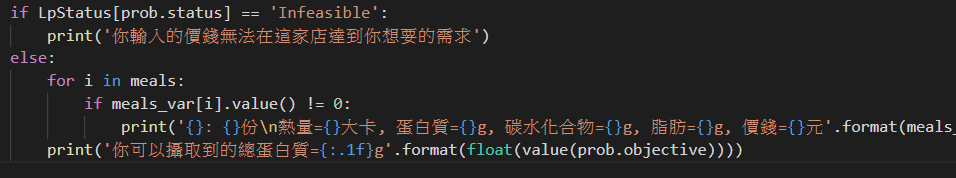 if LpStatus[prob.status] == 'Infeasible':
    print('你輸入的價錢無法在這家店達到你想要的需求')
else:
    for i in meals:
        if meals_var[i].value() != 0:
            print('{}: {}份\n熱量={}大卡, 蛋白質={}g, 碳水化合物={}g, 脂肪={}g, 價錢={}元'.format(meals_
    print('你可以攝取到的總蛋白質={:.1f}g'.format(float(value(prob.objective))))